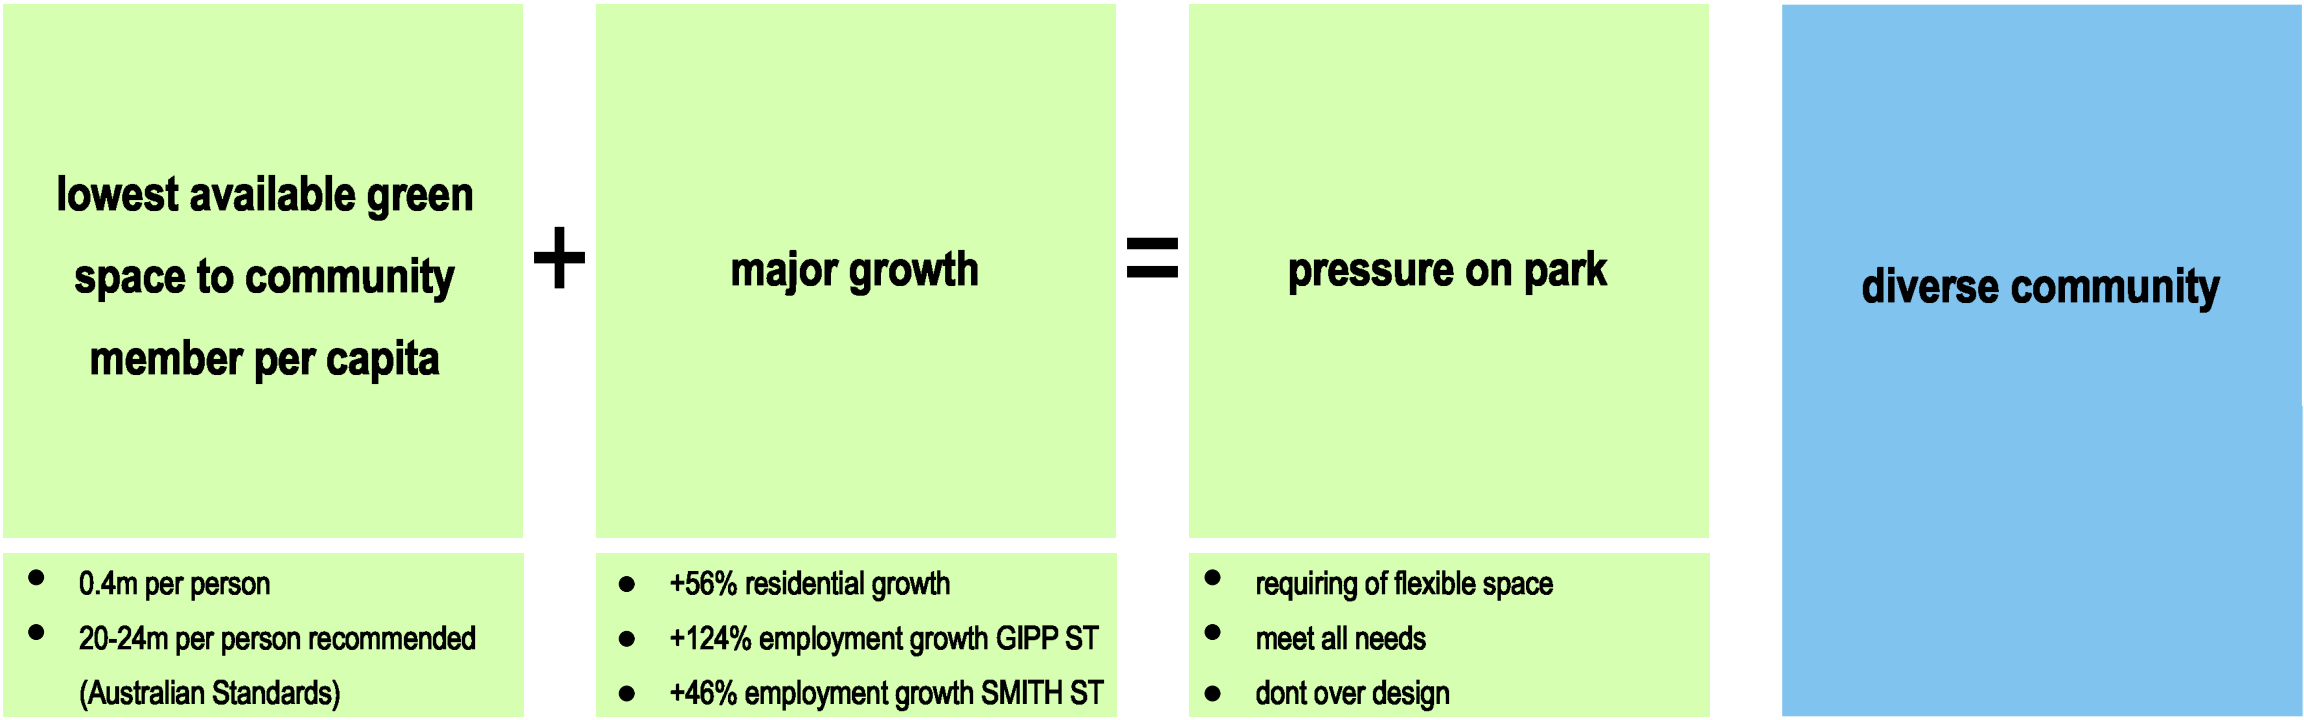 lowest available green
space to community
member per capita
+
major growth
=
pressure on park
diverse community
• 0.4m per person
• 20-24m per person recommended
(Australian Standards)
• +56% residential growth
• +124% employment growth GIPP ST
• +46% employment growth SMITH ST
• requiring of flexible space
• meet all needs
• dont over design